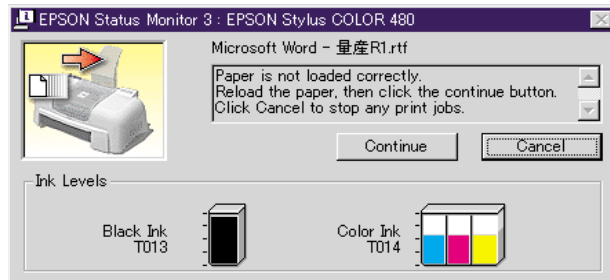 EPSON Status Monitor 3 : EPSON Stylus COLOR 480
Microsoft Word - 量産R1.rtf
Paper is not loaded correctly.
Reload the paper, then click the continue button.
Click Cancel to stop any print jobs.
Continue
Cancel
Ink Levels
Black Ink
T013
Color Ink
T014